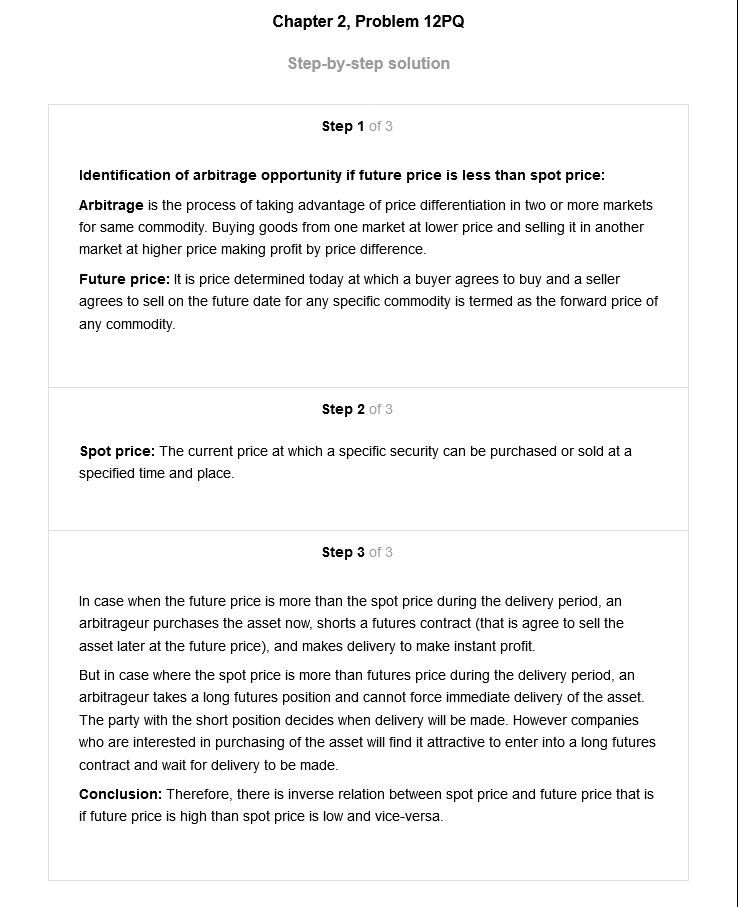 Chapter 2, Problem 12PQ
Step-by-step solution
Step 1 of 3
Identification of arbitrage opportunity if future price is less than spot price:
Arbitrage is the process of taking advantage of price differentiation in two or more markets
for same commodity. Buying goods from one market at lower price and selling it in another
market at higher price making profit by price difference.
Future price: It is price determined today at which a buyer agrees to buy and a seller
agrees to sell on the future date for any specific commodity is termed as the forward price of
any commodity.
Step 2 of 3
Spot price: The current price at which a specific security can be purchased or sold at a
specified time and place.
Step 3 of 3
In case when the future price is more than the spot price during the delivery period, an
arbitrageur purchases the asset now, shorts a futures contract (that is agree to sell the
asset later at the future price), and makes delivery to make instant profit.
But in case where the spot price is more than futures price during the delivery period, an
arbitrageur takes a long futures position and cannot force immediate delivery of the asset.
The party with the short position decides when delivery will be made. However companies
who are interested in purchasing of the asset will find it attractive to enter into a long futures
contract and wait for delivery to be made.
Conclusion: Therefore, there is inverse relation between spot price and future price that is
if future price is high than spot price is low and vice-versa.